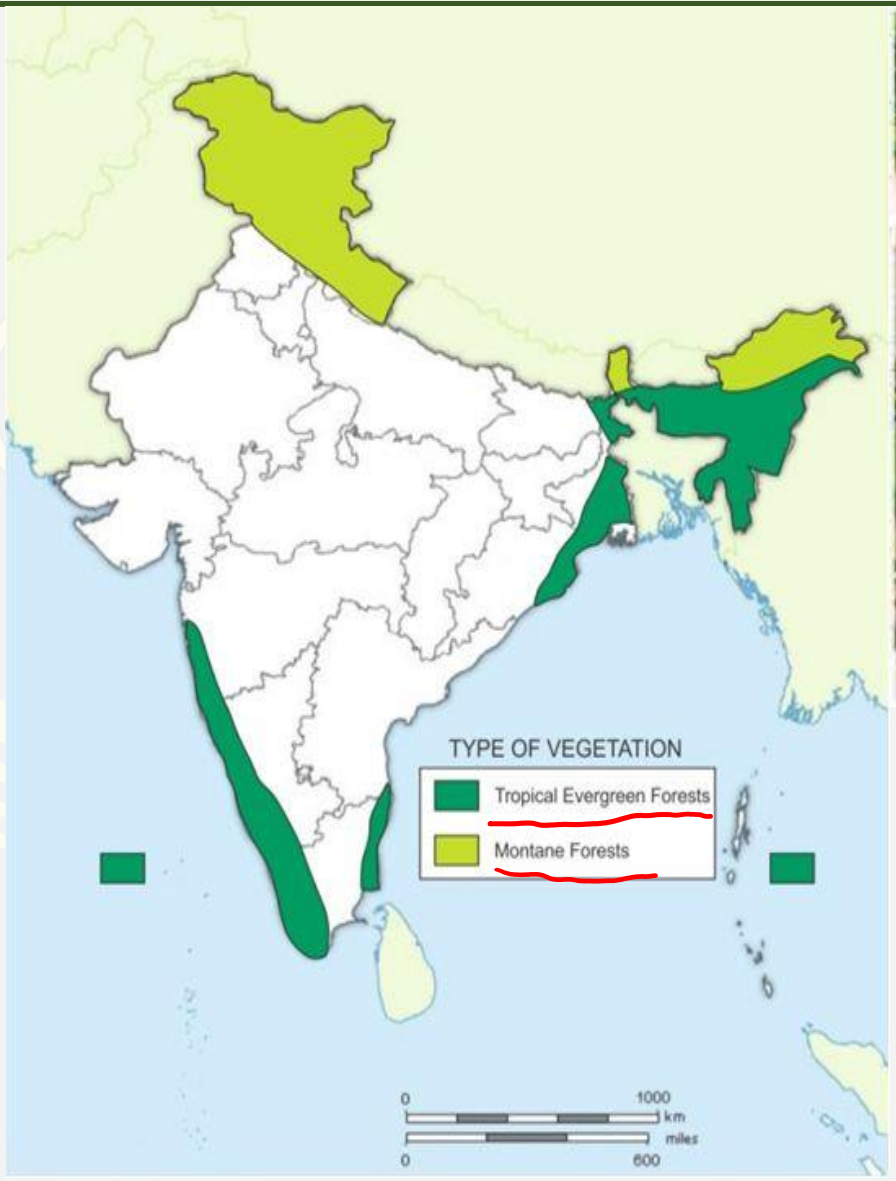 TYPE OF VEGETATION
Tropical Evergreen Forests
Montane Forests
0 1000
km
miles
0 600